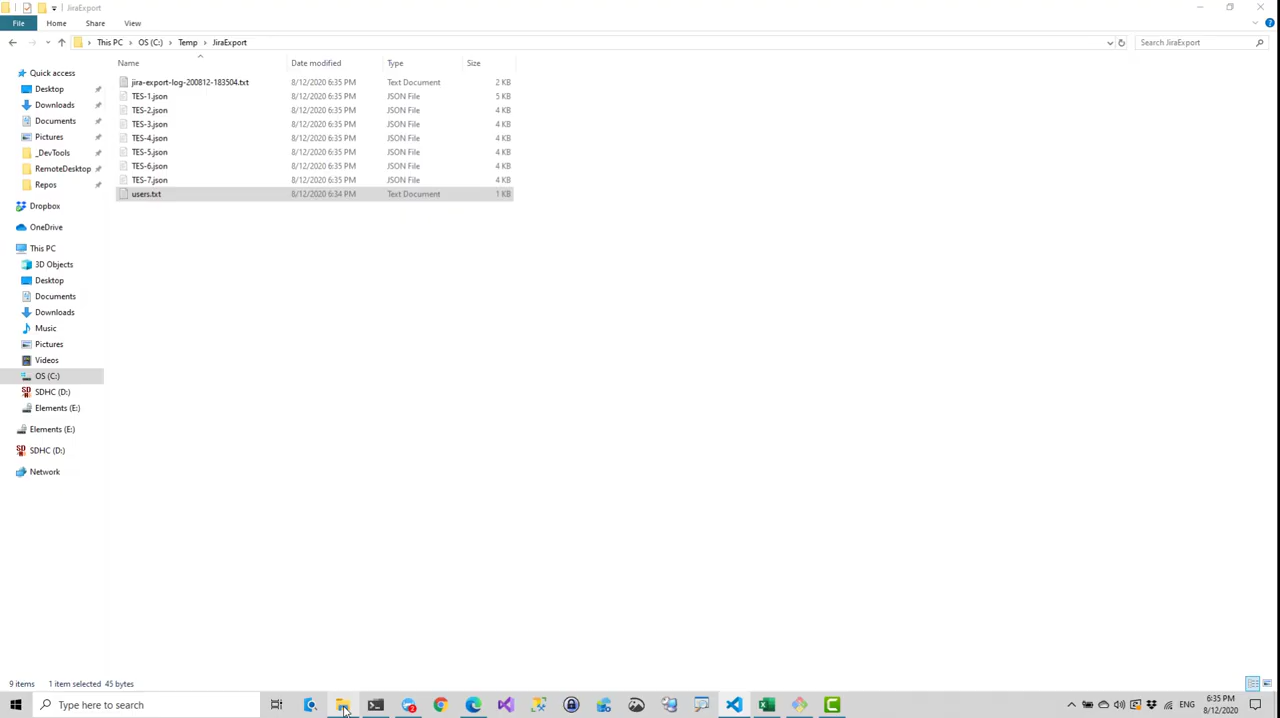 JiraExport
File Home Share View
This PC OS (C:) Temp JiraExport Search JiraExport
Name Date modified Type Size
jira-export-log-200812-183504.txt 8/12/2020 6:35 PM Text Document 2 KB
TES-1.json 8/12/2020 6:35 PM JSON File 5 KB
TES-2.json 8/12/2020 6:35 PM JSON File 4 KB
TES-3.json 8/12/2020 6:35 PM JSON File 4 KB
TES-4.json 8/12/2020 6:35 PM JSON File 4 KB
TES-5.json 8/12/2020 6:35 PM JSON File 4 KB
TES-6.json 8/12/2020 6:35 PM JSON File 4 KB
TES-7.json 8/12/2020 6:35 PM JSON File 4 KB
users.txt 8/12/2020 6:34 PM Text Document 1 KB
Quick access
Desktop
Downloads
Documents
Pictures
_DevTools
RemoteDesktop
Repos
Dropbox
OneDrive
This PC
3D Objects
Desktop
Documents
Downloads
Music
Pictures
Videos
OS (C:)
SDHC (D:)
Elements (E:)
Elements (E:)
SDHC (D:)
Network
9 items 1 item selected 45 bytes
Type here to search
ENG
6:35 PM
8/12/2020